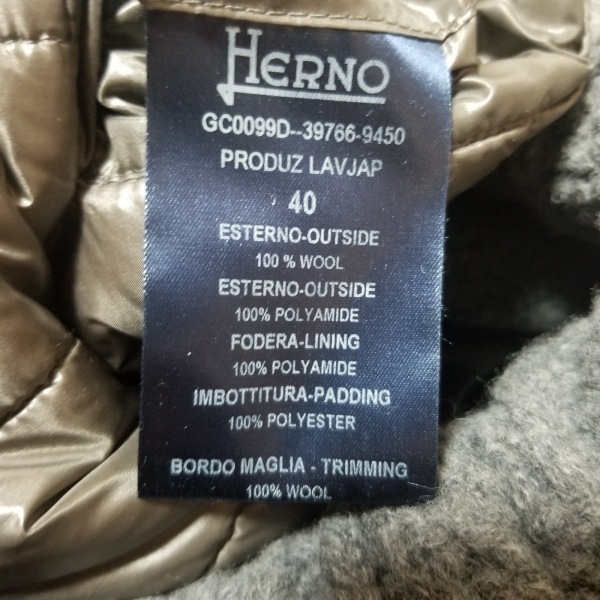 HERNO
GC0099D--39766-9450
PRODUZ LAVJAP
40
ESTERNO-OUTSIDE
100 % WOOL
ESTERNO-OUTSIDE
100% POLYAMIDE
FODERA-LINING
100% POLYAMIDE
IMBOTTITURA-PADDING
100% POLYESTER
BORDO MAGLIA - TRIMMING
100% WOOL